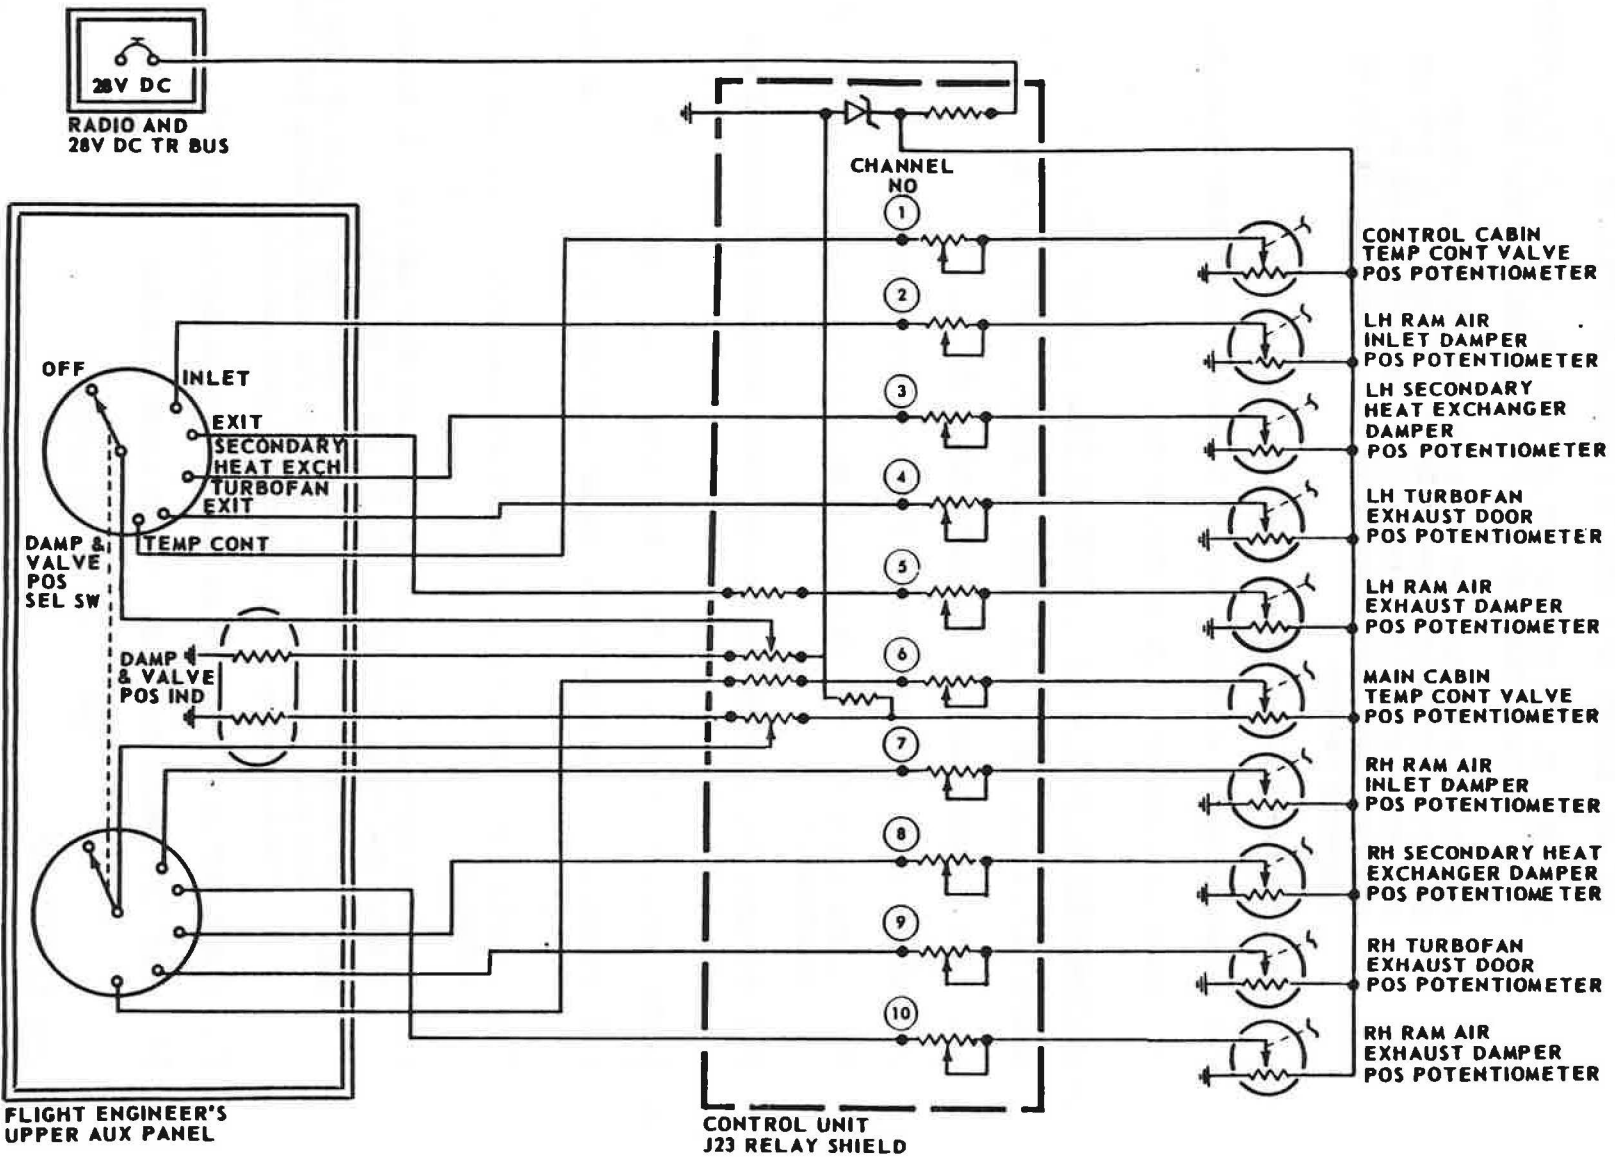 28V DC
RADIO AND
28V DC TR BUS
CHANNEL
NO
1
CONTROL CABIN
TEMP CONT VALVE
POS POTENTIOMETER
2
LH RAM AIR
INLET DAMPER
POS POTENTIOMETER
OFF
INLET
3
LH SECONDARY
HEAT EXCHANGER
DAMPER
POS POTENTIOMETER
EXIT
SECONDARY
HEAT EXCH
TURBOFAN
EXIT
4
LH TURBOFAN
EXHAUST DOOR
POS POTENTIOMETER
TEMP CONT
DAMP &
VALVE
POS
SEL SW
5
LH RAM AIR
EXHAUST DAMPER
POS POTENTIOMETER
DAMP
& VALVE
POS IND
6
MAIN CABIN
TEMP CONT VALVE
POS POTENTIOMETER
7
RH RAM AIR
INLET DAMPER
POS POTENTIOMETER
8
RH SECONDARY HEAT
EXCHANGER DAMPER
POS POTENTIOMETER
9
RH TURBOFAN
EXHAUST DOOR
POS POTENTIOMETER
10
RH RAM AIR
EXHAUST DAMPER
POS POTENTIOMETER
FLIGHT ENGINEER'S
UPPER AUX PANEL
CONTROL UNIT
J23 RELAY SHIELD